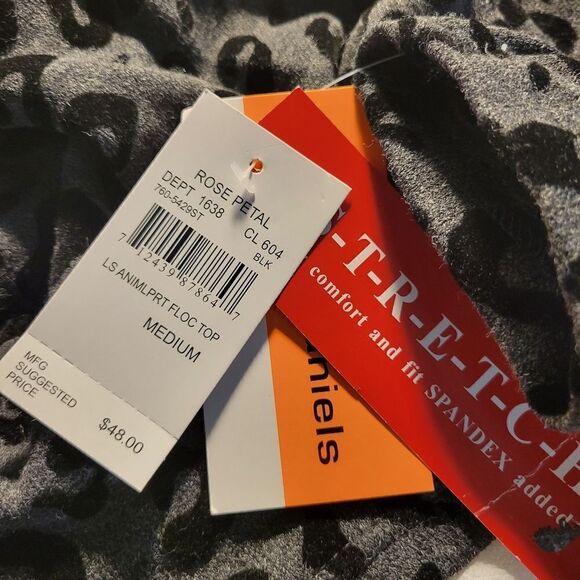 ROSE PETAL
DEPT 1638 CL 604
760-5429ST BLK
7 12439 87864 7
LS ANIMLPRT FLOC TOP
MEDIUM
MFG
SUGGESTED
PRICE
$48.00
niels
S-T-R-E-T-C-H
comfort and fit SPANDEX added